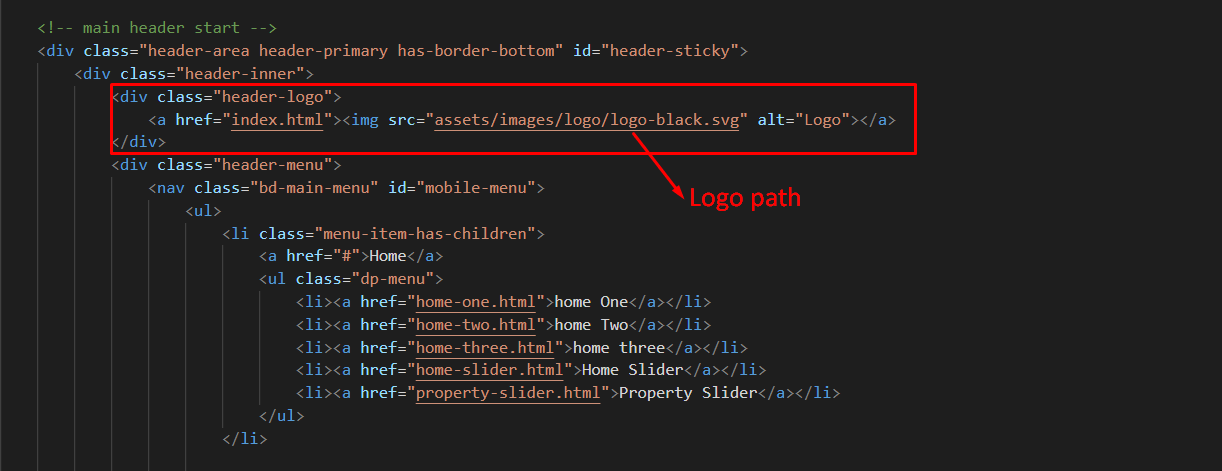 <!-- main header start -->
<div class="header-area header-primary has-border-bottom" id="header-sticky">
<div class="header-inner">
<div class="header-logo">
<a href="index.html"><img src="assets/images/logo/logo-black.svg" alt="Logo"></a>
</div>
<div class="header-menu">
<nav class="bd-main-menu" id="mobile-menu">
Logo path
<ul>
<li class="menu-item-has-children">
<a href="#">Home</a>
<ul class="dp-menu">
<li><a href="home-one.html">home One</a></li>
<li><a href="home-two.html">home Two</a></li>
<li><a href="home-three.html">home three</a></li>
<li><a href="home-slider.html">Home Slider</a></li>
<li><a href="property-slider.html">Property Slider</a></li>
</ul>
</li>